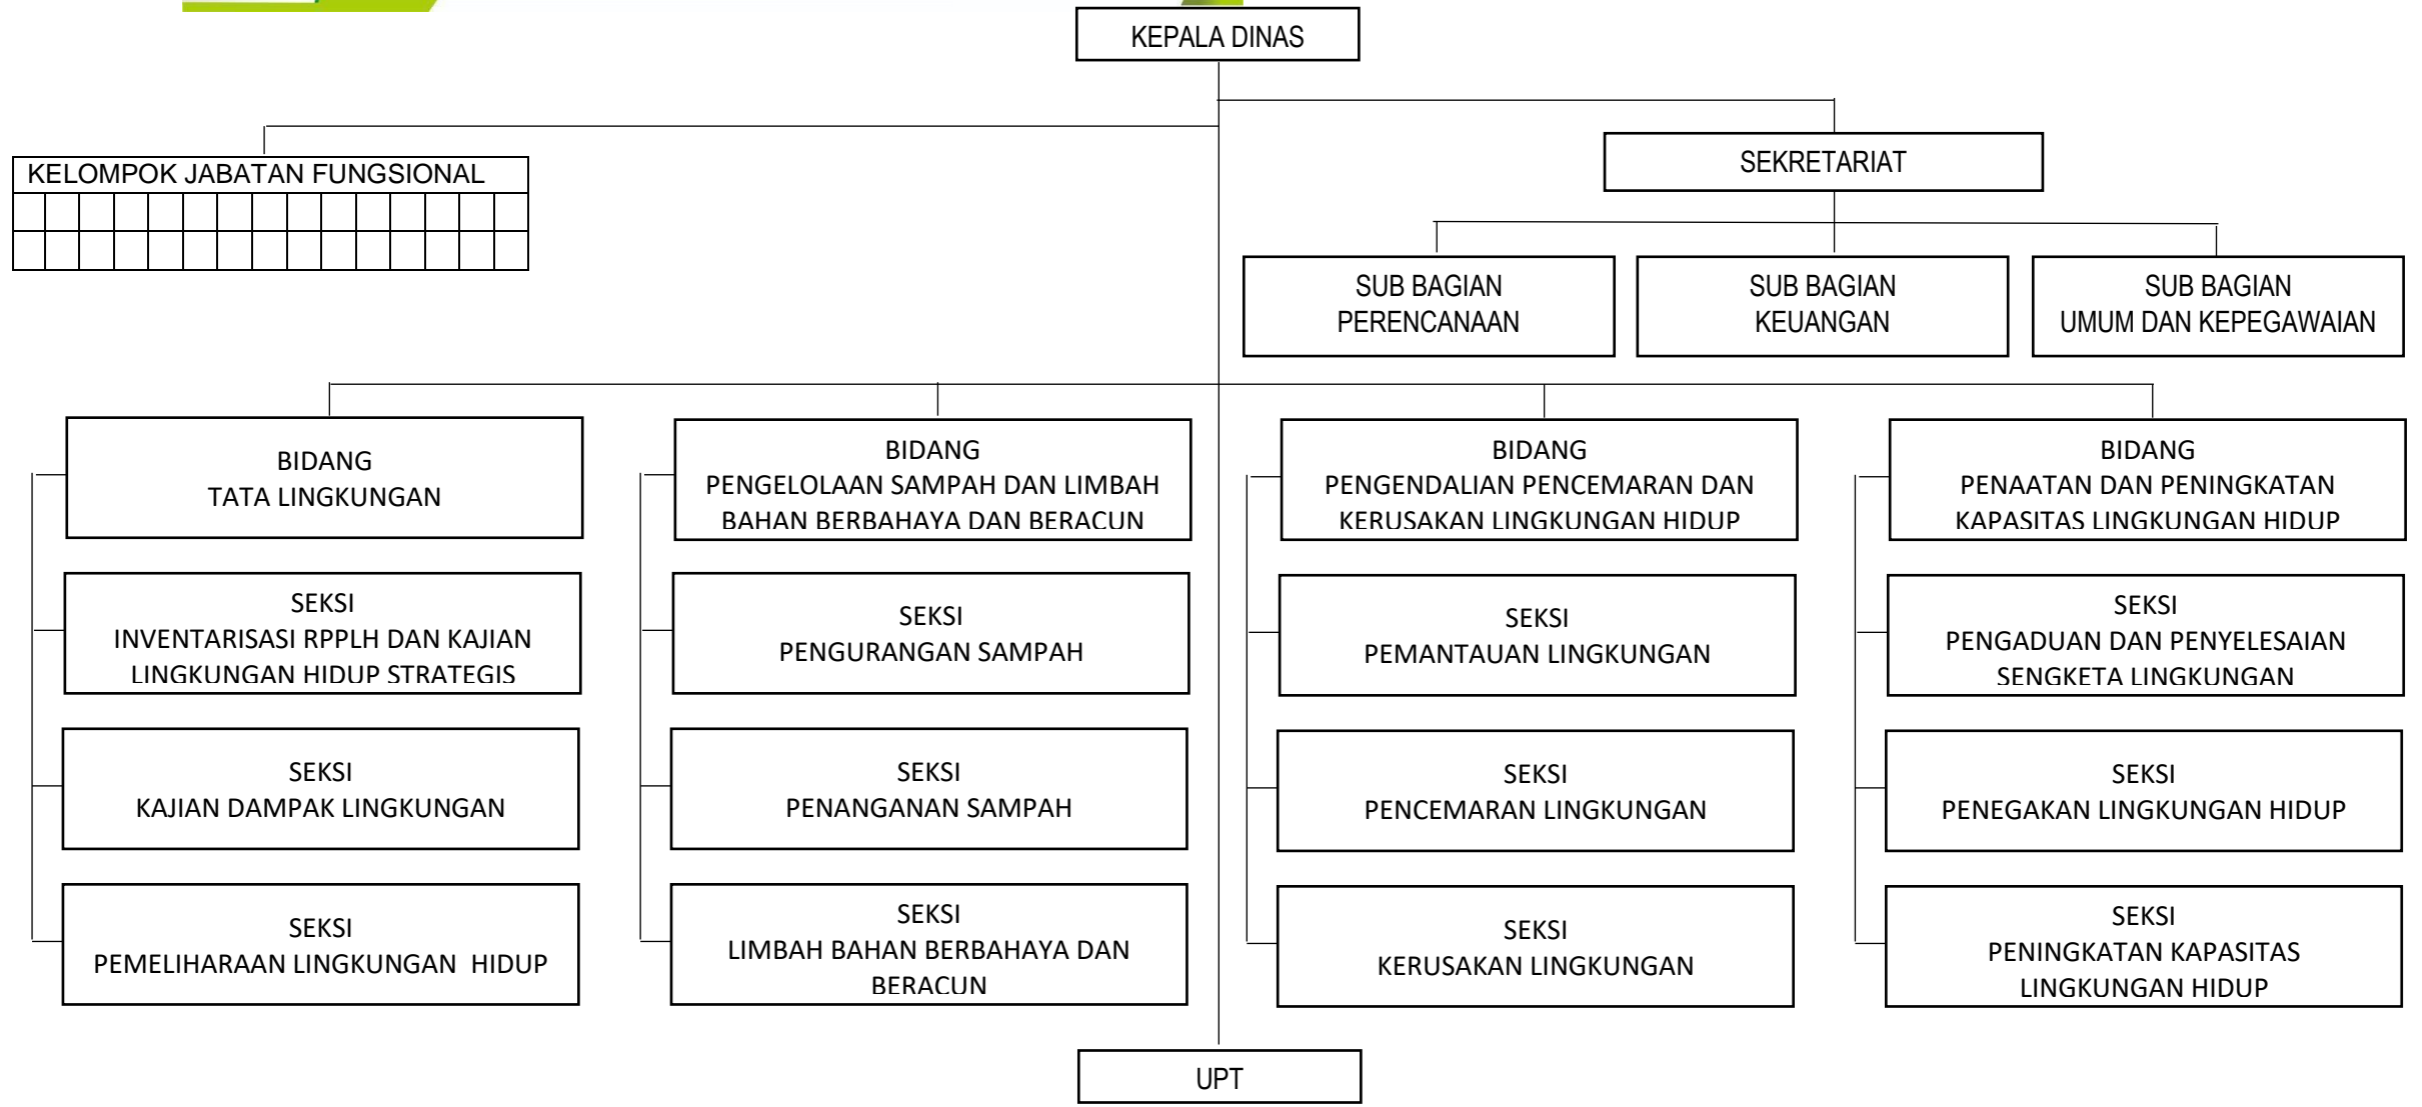 KEPALA DINAS
KELOMPOK JABATAN FUNGSIONAL
SEKRETARIAT
SUB BAGIAN
PERENCANAAN
SUB BAGIAN
KEUANGAN
SUB BAGIAN
UMUM DAN KEPEGAWAIAN
BIDANG
TATA LINGKUNGAN
SEKSI
INVENTARISASI RPPLH DAN KAJIAN
LINGKUNGAN HIDUP STRATEGIS
SEKSI
KAJIAN DAMPAK LINGKUNGAN
SEKSI
PEMELIHARAAN LINGKUNGAN  HIDUP
BIDANG
PENGELOLAAN SAMPAH DAN LIMBAH
BAHAN BERBAHAYA DAN BERACUN
SEKSI
PENGURANGAN SAMPAH
SEKSI
PENANGANAN SAMPAH
SEKSI
LIMBAH BAHAN BERBAHAYA DAN
BERACUN
BIDANG
PENGENDALIAN PENCEMARAN DAN
KERUSAKAN LINGKUNGAN HIDUP
SEKSI
PEMANTAUAN LINGKUNGAN
SEKSI
PENCEMARAN LINGKUNGAN
SEKSI
KERUSAKAN LINGKUNGAN
BIDANG
PENAATAN DAN PENINGKATAN
KAPASITAS LINGKUNGAN HIDUP
SEKSI
PENGADUAN DAN PENYELESAIAN
SENGKETA LINGKUNGAN
SEKSI
PENEGAKAN LINGKUNGAN HIDUP
SEKSI
PENINGKATAN KAPASITAS
LINGKUNGAN HIDUP
UPT